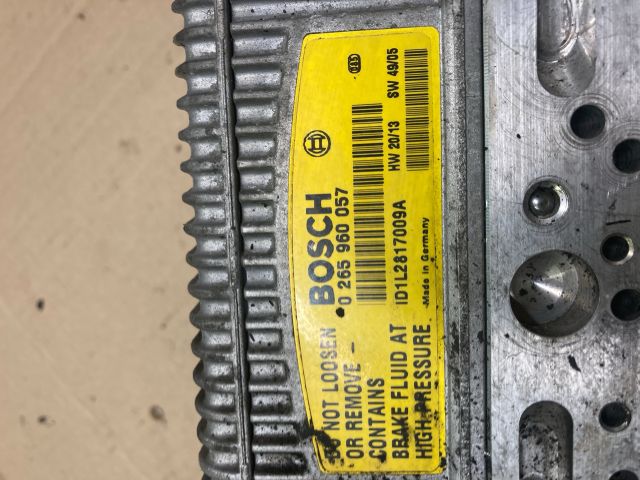 BOSCH
0 265 960 057
HW 20/13 SW 49/05
ID1L2817009A
Made in Germany
DO NOT LOOSEN
OR REMOVE -
CONTAINS
BRAKE FLUID AT
HIGH PRESSURE